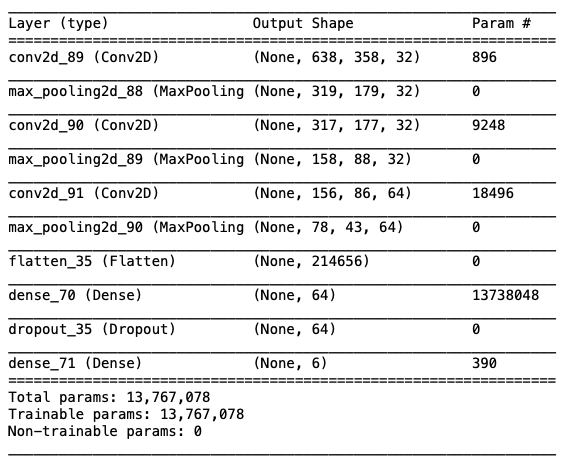 Layer (type) Output Shape Param #
conv2d_89 (Conv2D) (None, 638, 358, 32) 896
max_pooling2d_88 (MaxPooling (None, 319, 179, 32) 0
conv2d_90 (Conv2D) (None, 317, 177, 32) 9248
max_pooling2d_89 (MaxPooling (None, 158, 88, 32) 0
conv2d_91 (Conv2D) (None, 156, 86, 64) 18496
max_pooling2d_90 (MaxPooling (None, 78, 43, 64) 0
flatten_35 (Flatten) (None, 214656) 0
dense_70 (Dense) (None, 64) 13738048
dropout_35 (Dropout) (None, 64) 0
dense_71 (Dense) (None, 6) 390
Total params: 13,767,078
Trainable params: 13,767,078
Non-trainable params: 0